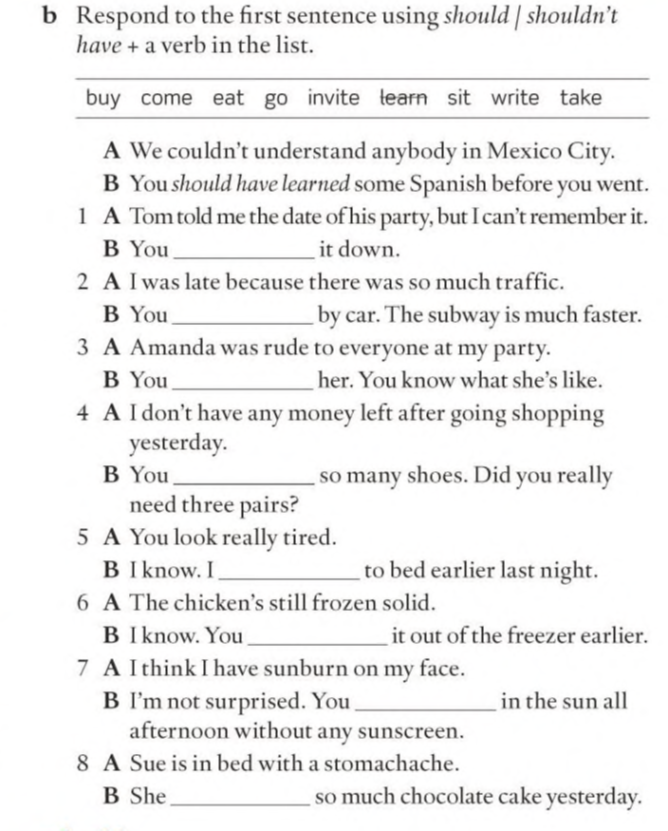 b Respond to the first sentence using should | shouldn't
have + a verb in the list.
buy come eat go invite learn sit write take
A We couldn't understand anybody in Mexico City.
B You should have learned some Spanish before you went.
1 A Tom told me the date of his party, but I can't remember it.
B You ____________ it down.
2 A I was late because there was so much traffic.
B You ____________ by car. The subway is much faster.
3 A Amanda was rude to everyone at my party.
B You ____________ her. You know what she's like.
4 A I don't have any money left after going shopping
yesterday.
B You ____________ so many shoes. Did you really
need three pairs?
5 A You look really tired.
B I know. I ____________ to bed earlier last night.
6 A The chicken's still frozen solid.
B I know. You ____________ it out of the freezer earlier.
7 A I think I have sunburn on my face.
B I'm not surprised. You ____________ in the sun all
afternoon without any sunscreen.
8 A Sue is in bed with a stomachache.
B She ____________ so much chocolate cake yesterday.